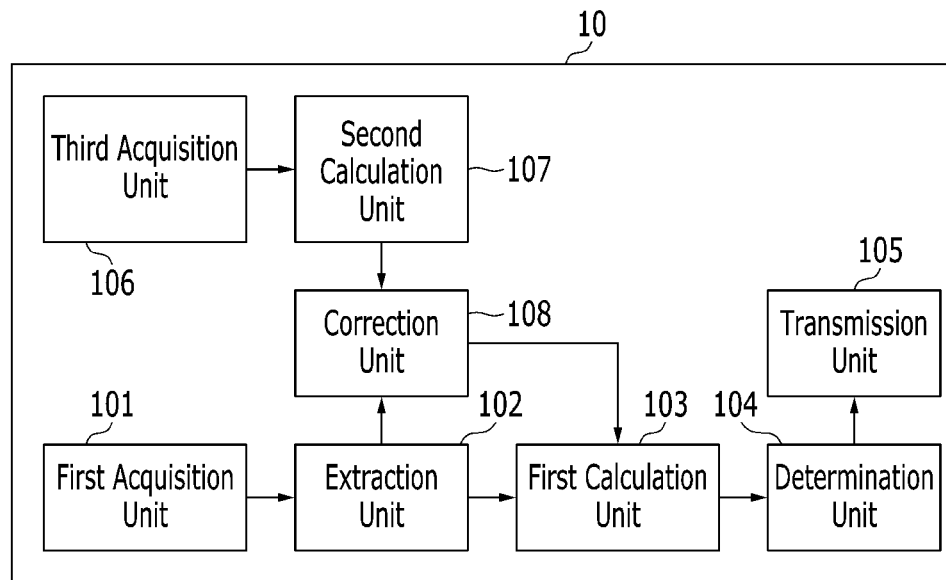 10
Third Acquisition
Unit
106
Second
Calculation
Unit
107
Correction
Unit
108
105
Transmission
Unit
101
First Acquisition
Unit
102
Extraction
Unit
103
First Calculation
Unit
104
Determination
Unit